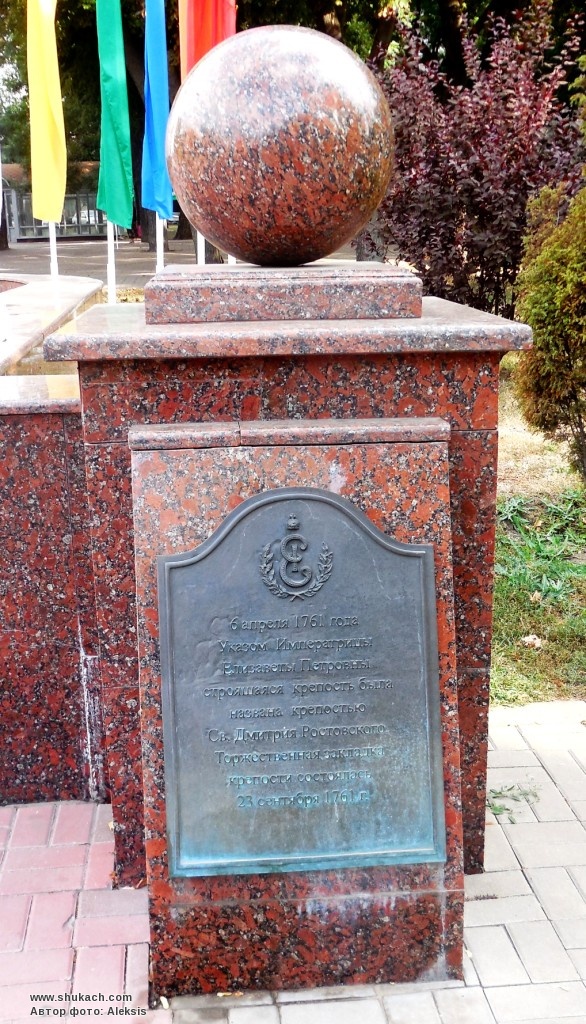 6 апреля 1761 года
Указом Императрицы
Елизаветы Петровны
строящаяся крепость была
названа крепостью
Св. Дмитрия Ростовского
Торжественная закладка
крепости состоялась
23 сентября 1761 г.
www.shukach.com
Автор фото: Aleksis